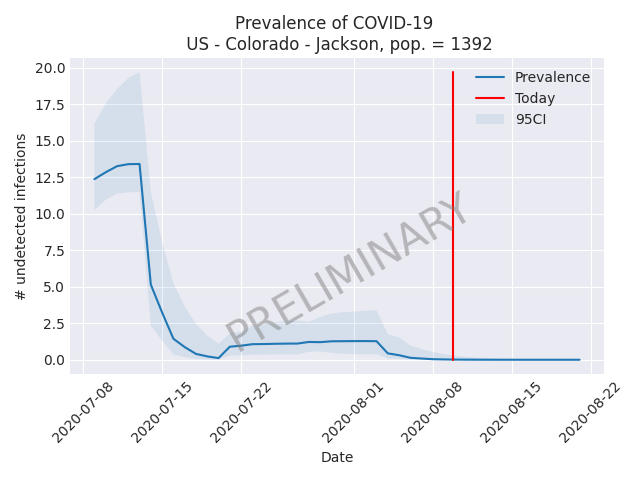 Prevalence of COVID-19
US - Colorado - Jackson, pop. = 1392
20.0
17.5
15.0
12.5
10.0
7.5
5.0
2.5
0.0
# undetected infections
Prevalence
Today
95CI
PRELIMINARY
2020-07-08
2020-07-15
2020-07-22
2020-08-01
2020-08-08
2020-08-15
2020-08-22
Date